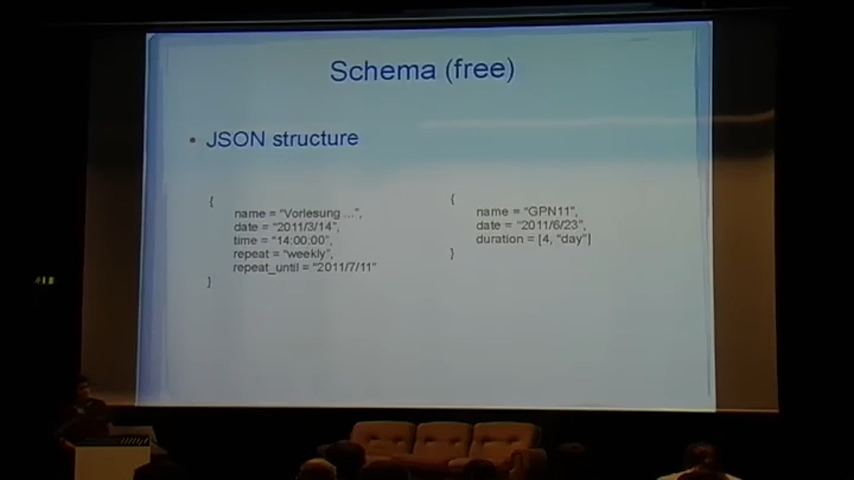 Schema (free)
• JSON structure
{
name = "Vorlesung ...",
date = "2011/3/14",
time = "14:00:00",
repeat = "weekly",
repeat_until = "2011/7/11"
}
{
name = "GPN11",
date = "2011/6/23",
duration = [4, "day"]
}